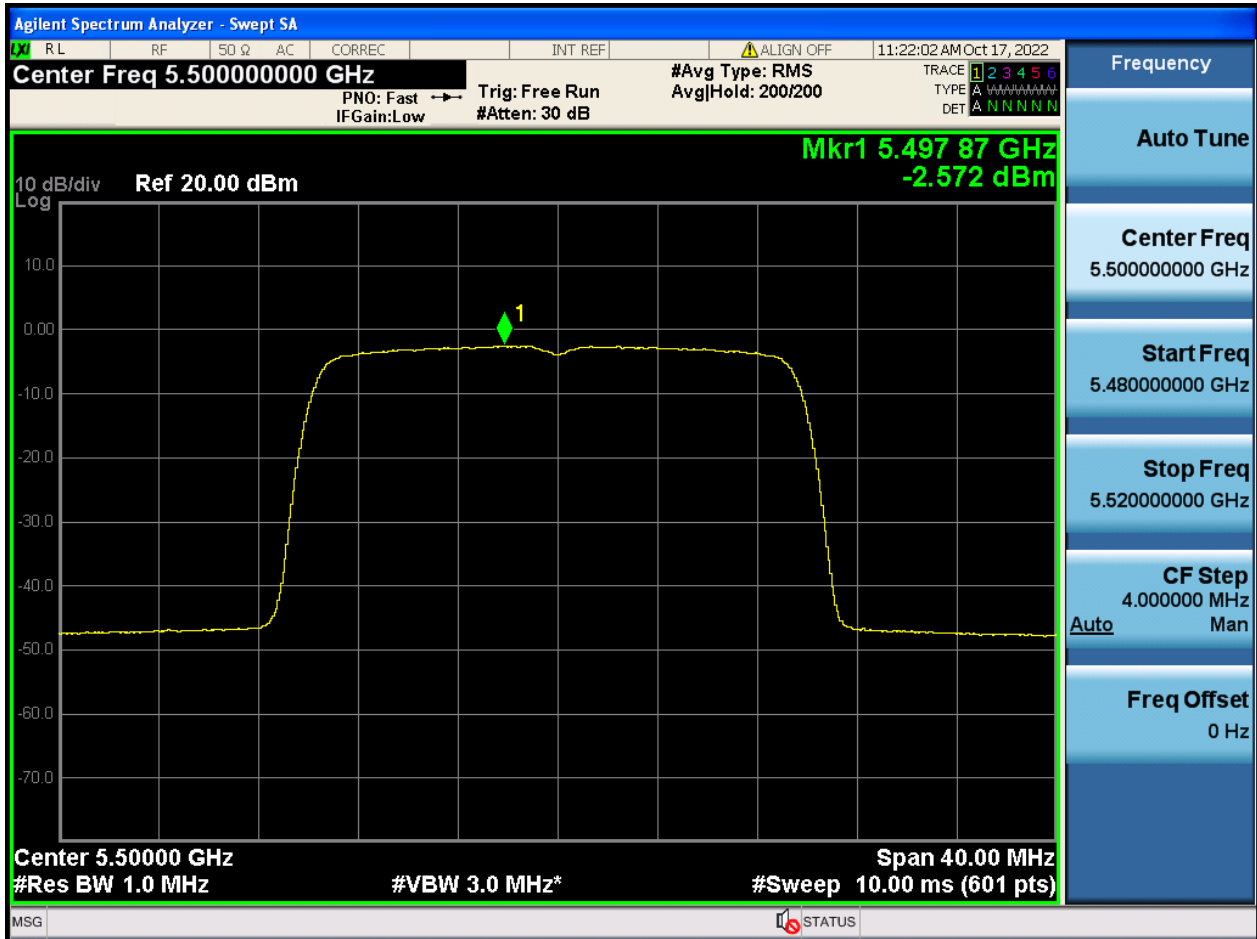 Agilent Spectrum Analyzer - Swept SA
LXI RL RF 50 Ω AC CORREC INT REF ALIGN OFF 11:22:02 AM Oct 17, 2022
Center Freq 5.500000000 GHz
PNO: Fast
IFGain:Low
Trig: Free Run
#Atten: 30 dB
#Avg Type: RMS
Avg|Hold: 200/200
TRACE 1 2 3 4 5 6
TYPE A WWWWW
DET A N N N N N
Mkr1 5.497 87 GHz
-2.572 dBm
10 dB/div Ref 20.00 dBm
Log
10.0
0.00
-10.0
-20.0
-30.0
-40.0
-50.0
-60.0
-70.0
1
Center 5.50000 GHz Span 40.00 MHz
#Res BW 1.0 MHz #VBW 3.0 MHz* #Sweep 10.00 ms (601 pts)
MSG STATUS
Frequency
Auto Tune
Center Freq
5.500000000 GHz
Start Freq
5.480000000 GHz
Stop Freq
5.520000000 GHz
CF Step
4.000000 MHz
Auto Man
Freq Offset
0 Hz